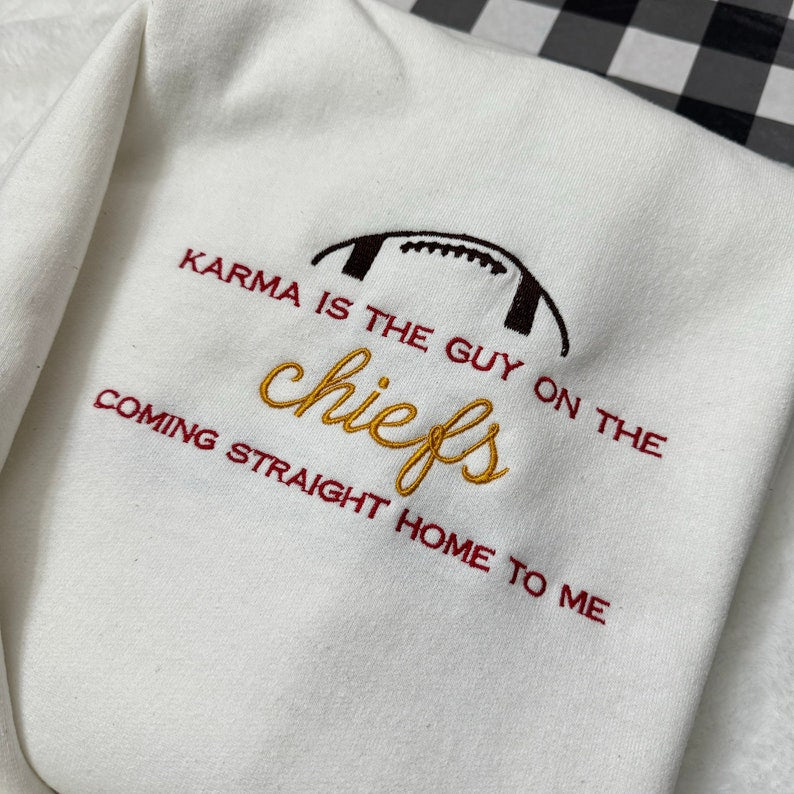 KARMA IS THE GUY ON THE
chiefs
COMING STRAIGHT HOME TO ME